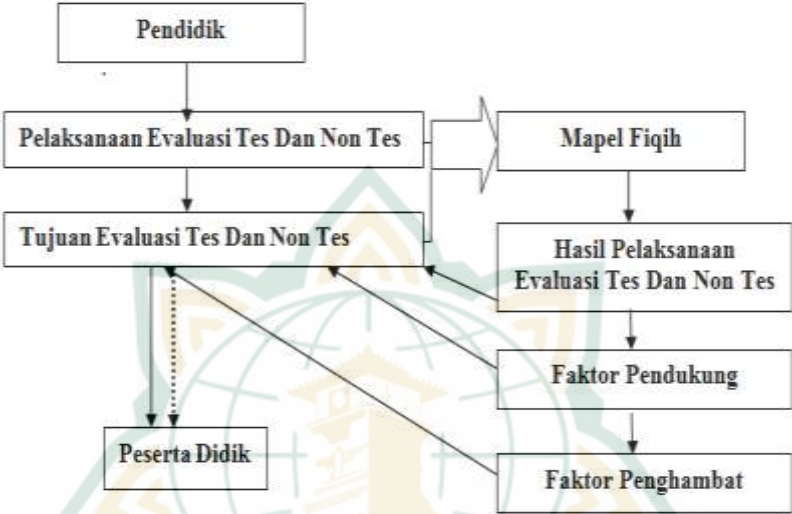 Pendidik
Pelaksanaan Evaluasi Tes Dan Non Tes
Tujuan Evaluasi Tes Dan Non Tes
Peserta Didik
Mapel Fiqih
Hasil Pelaksanaan
Evaluasi Tes Dan Non Tes
Faktor Pendukung
Faktor Penghambat